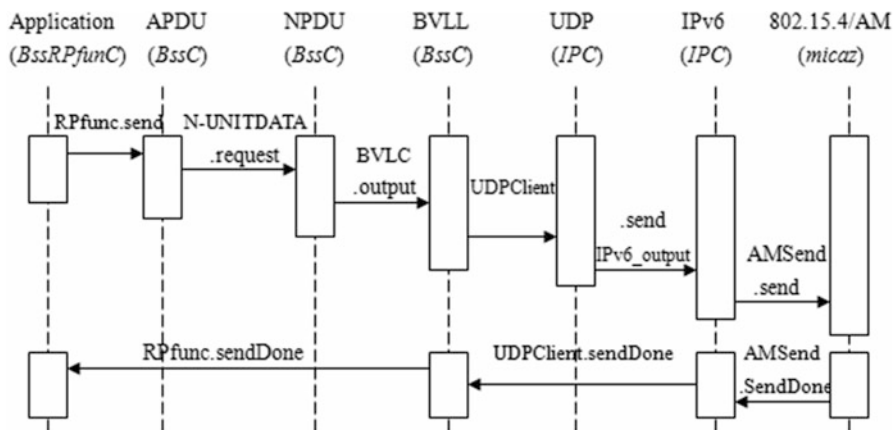 Application APDU NPDU BVLL UDP IPv6 802.15.4/AM
(BssRPfunC) (BssC) (BssC) (BssC) (IPC) (IPC) (micaz)
RPfunc.send N-UNITDATA
.request BVLC
.output UDPClient
.send
IPv6_output AMSend
.send
RPfunc.sendDone UDPClient.sendDone AMSend
.SendDone